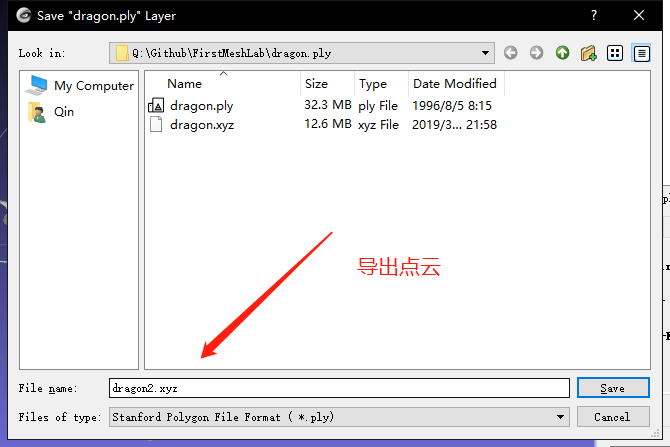 Save "dragon.ply" Layer
Look in: Q:\Github\FirstMeshLab\dragon.ply
My Computer
Qin
Name Size Type Date Modified
dragon.ply 32.3 MB ply File 1996/8/5 8:15
dragon.xyz 12.6 MB xyz File 2019/3... 21:58
导出点云
File name: dragon2.xyz Save
Files of type: Stanford Polygon File Format ( *.ply) Cancel